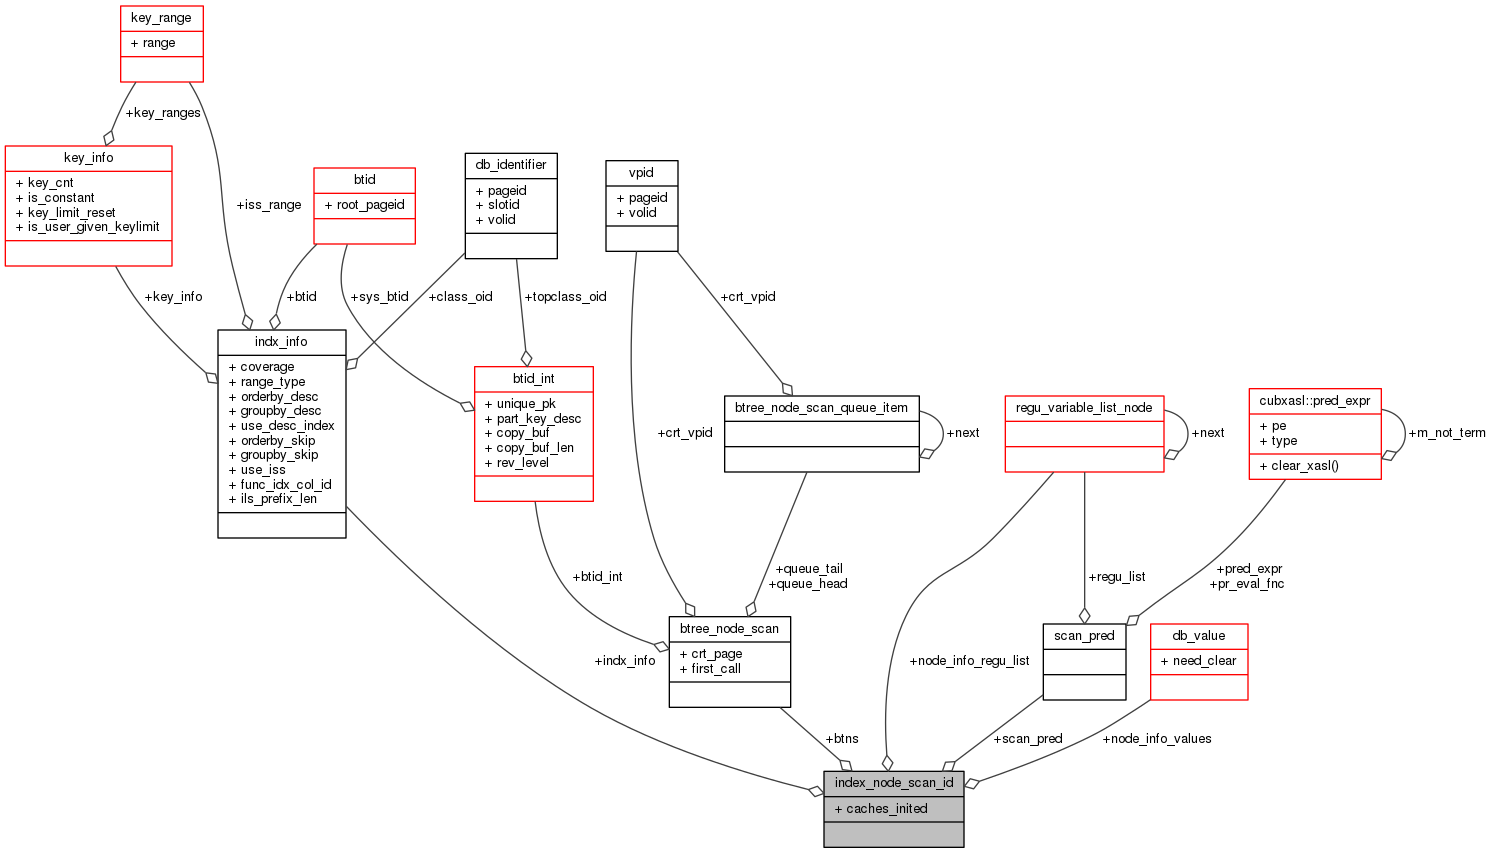 key_range
+ range
+key_ranges
key_info
+ key_cnt
+ is_constant
+ key_limit_reset
+ is_user_given_keylimit
+iss_range
btid
+ root_pageid
db_identifier
+ pageid
+ slotid
+ volid
vpid
+ pageid
+ volid
+key_info
+btid
+sys_btid
+class_oid
+topclass_oid
+crt_vpid
indx_info
+ coverage
+ range_type
+ orderby_desc
+ groupby_desc
+ use_desc_index
+ orderby_skip
+ groupby_skip
+ use_iss
+ func_idx_col_id
+ ils_prefix_len
btid_int
+ unique_pk
+ part_key_desc
+ copy_buf
+ copy_buf_len
+ rev_level
+crt_vpid
btree_node_scan_queue_item
+next
regu_variable_list_node
+next
cubxasl::pred_expr
+ pe
+ type
+ clear_xasl()
+m_not_term
+btid_int
+queue_tail
+queue_head
+regu_list
+pred_expr
+pr_eval_fnc
+indx_info
btree_node_scan
+ crt_page
+ first_call
+node_info_regu_list
scan_pred
db_value
+ need_clear
+btns
+scan_pred
+node_info_values
index_node_scan_id
+ caches_inited